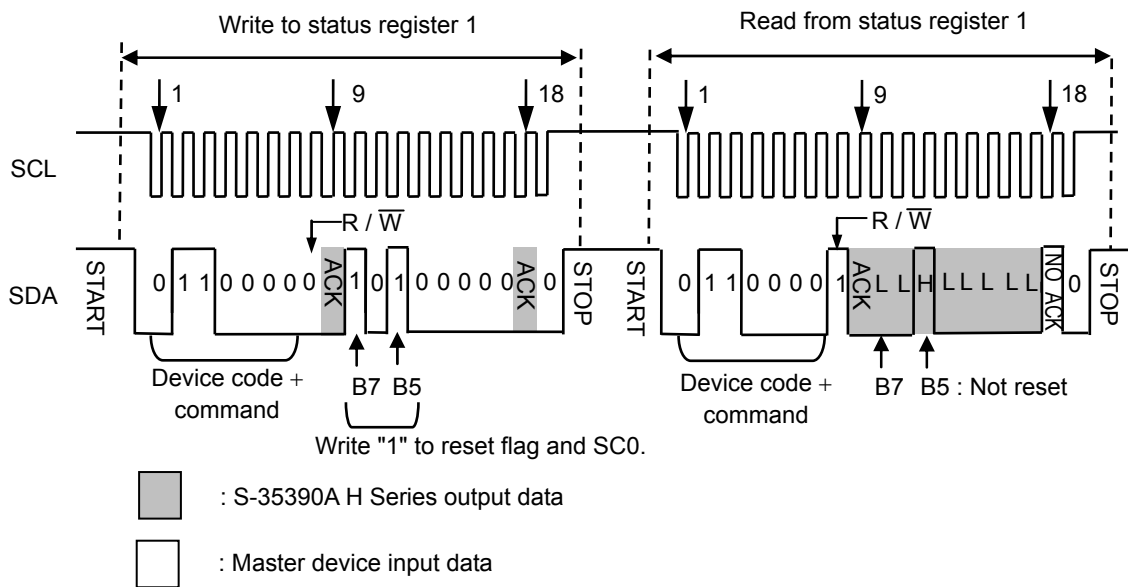 Write to status register 1
Read from status register 1
1 9 18 1 9 18
SCL
R / W̅ R / W̅
SDA START 0 1 1 0 0 0 0 0 ACK 1 0 1 0 0 0 0 0 ACK 0 STOP START 0 1 1 0 0 0 0 1 ACK L L H L L L L L NO ACK 0 STOP
Device code +
command
B7 B5
Device code +
command
B7 B5 : Not reset
Write "1" to reset flag and SC0.
: S-35390A H Series output data
: Master device input data